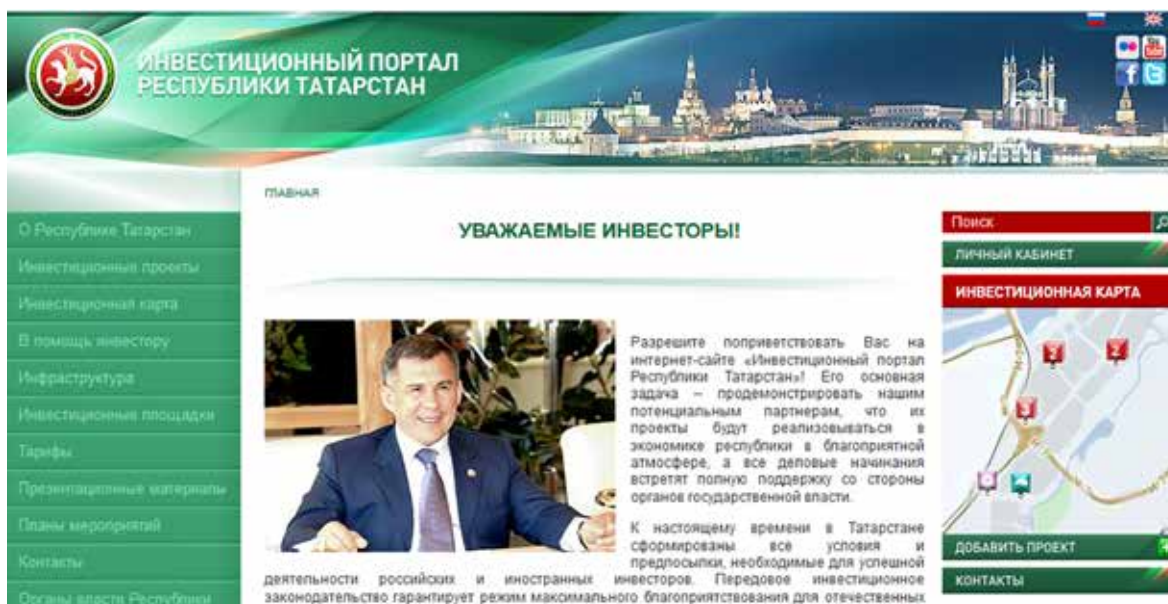 ИНВЕСТИЦИОННЫЙ ПОРТАЛ
РЕСПУБЛИКИ ТАТАРСТАН
You
Tube
f
ГЛАВНАЯ
О Республике Татарстан
Инвестиционные проекты
Инвестиционная карта
В помощь инвестору
Инфраструктура
Инвестиционные площадки
Тарифы
Презентационные материалы
Планы мероприятий
Контакты
Органы власти Республики
УВАЖАЕМЫЕ ИНВЕСТОРЫ!
Разрешите поприветствовать Вас на
интернет-сайте «Инвестиционный портал
Республики Татарстан»! Его основная
задача – продемонстрировать нашим
потенциальным партнерам, что их
проекты будут реализовываться в
экономике республики в благоприятной
атмосфере, а все деловые начинания
встретят полную поддержку со стороны
органов государственной власти.
К настоящему времени в Татарстане
сформированы все условия и
предпосылки, необходимые для успешной
деятельности российских и иностранных инвесторов. Передовое инвестиционное
законодательство гарантирует режим максимального благоприятствования для отечественных
Поиск
ЛИЧНЫЙ КАБИНЕТ
ИНВЕСТИЦИОННАЯ КАРТА
2
2
3
ДОБАВИТЬ ПРОЕКТ
КОНТАКТЫ